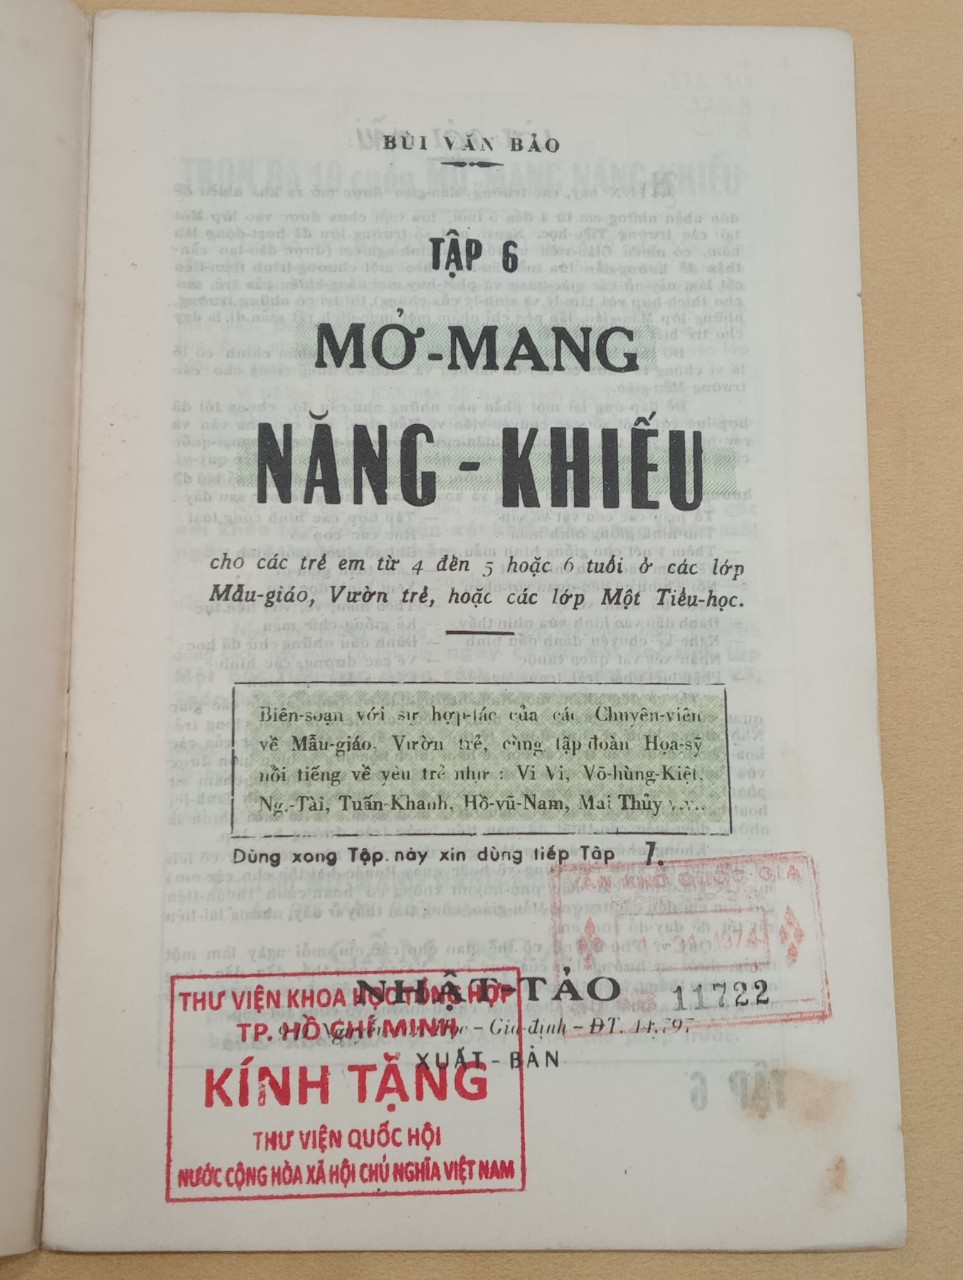 BÙI VĂN BẢO
TẬP 6
MỞ-MANG
NĂNG-KHIẾU
cho các trẻ em từ 4 đến 5 hoặc 6 tuổi ở các lớp
Mẫu-giáo, Vườn trẻ, hoặc các lớp Một Tiểu-học.
Biên-soạn với sự hợp-tác của các Chuyên-viên
về Mẫu-giáo, Vườn trẻ, cùng tập đoàn Họa-sỹ
nổi tiếng về yêu trẻ như : Vi Vi, Võ-hùng-Kiệt,
Ng.-Tài, Tuấn-Khanh, Hồ-vũ-Nam, Mai Thủy v.v..
Dùng xong Tập này xin dùng tiếp Tập 7.
1974
11722
NHẬT-TẢO
Gia-định - ĐT.
XUẤT-BẢN
THƯ VIỆN KHOA HỌC TỔNG HỢP
TP. HỒ CHÍ MINH
KÍNH TẶNG
THƯ VIỆN QUỐC HỘI
NƯỚC CỘNG HÒA XÃ HỘI CHỦ NGHĨA VIỆT NAM